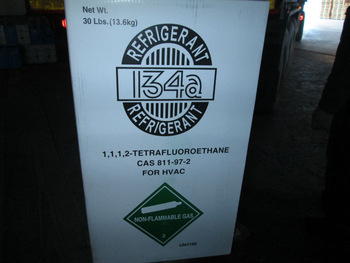 Net Wt.
30 Lbs.(13.6kg)
REFRIGERANT
134a
REFRIGERANT
1,1,1,2-TETRAFLUOROETHANE
CAS 811-97-2
FOR HVAC
NON-FLAMMABLE GAS
2